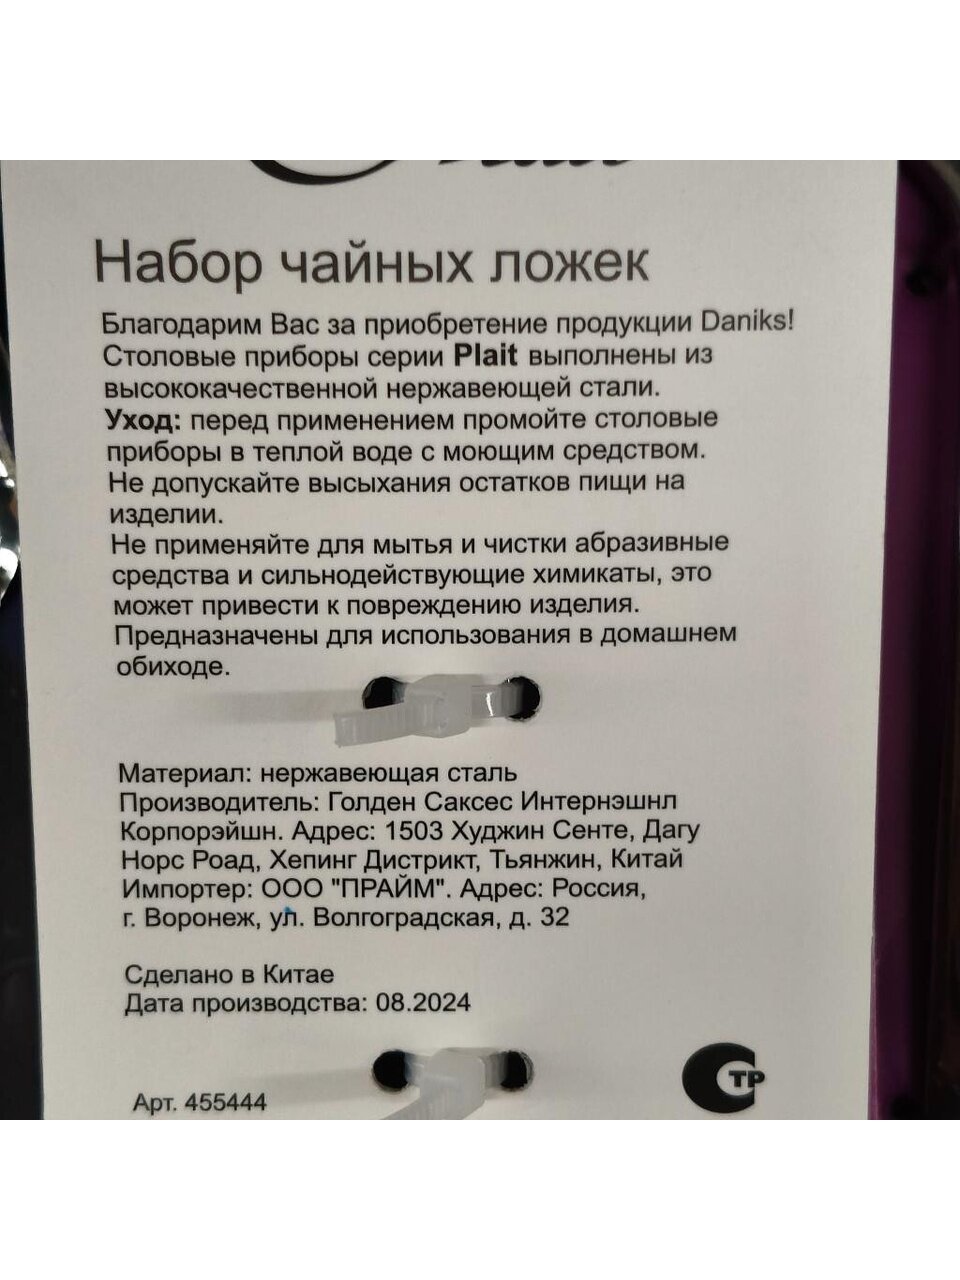 Набор чайных ложек
Благодарим Вас за приобретение продукции Daniks!
Столовые приборы серии Plait выполнены из
высококачественной нержавеющей стали.
Уход: перед применением промойте столовые
приборы в теплой воде с моющим средством.
Не допускайте высыхания остатков пищи на
изделии.
Не применяйте для мытья и чистки абразивные
средства и сильнодействующие химикаты, это
может привести к повреждению изделия.
Предназначены для использования в домашнем
обиходе.
Материал: нержавеющая сталь
Производитель: Голден Саксес Интернэшнл
Корпорэйшн. Адрес: 1503 Худжин Сенте, Дагу
Норс Роад, Хепинг Дистрикт, Тьянжин, Китай
Импортер: ООО "ПРАЙМ". Адрес: Россия,
г. Воронеж, ул. Волгоградская, д. 32
Сделано в Китае
Дата производства: 08.2024
Арт. 455444
СТР